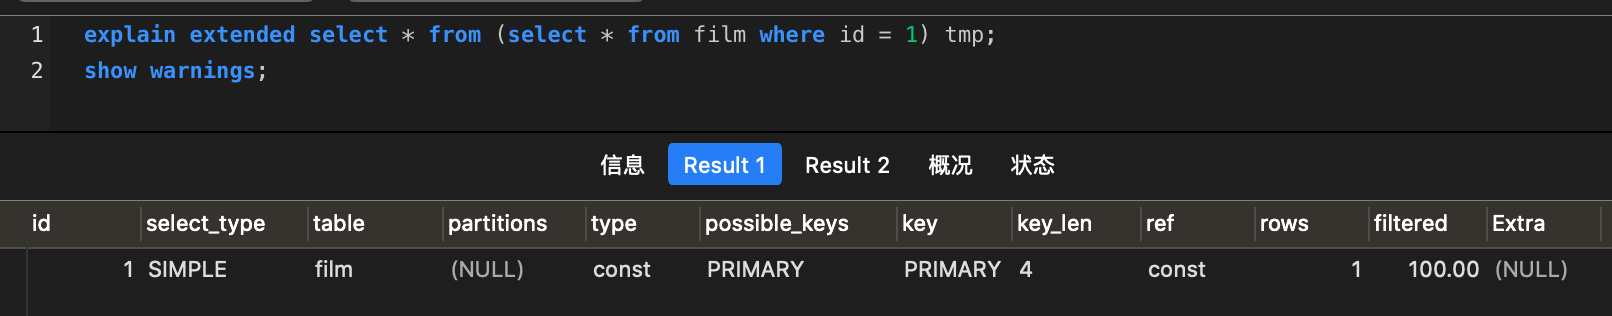 1 explain extended select * from (select * from film where id = 1) tmp;
2 show warnings;
信息 Result 1 Result 2 概况 状态
id select_type table partitions type possible_keys key key_len ref rows filtered Extra
1 SIMPLE film (NULL) const PRIMARY PRIMARY 4 const 1 100.00 (NULL)